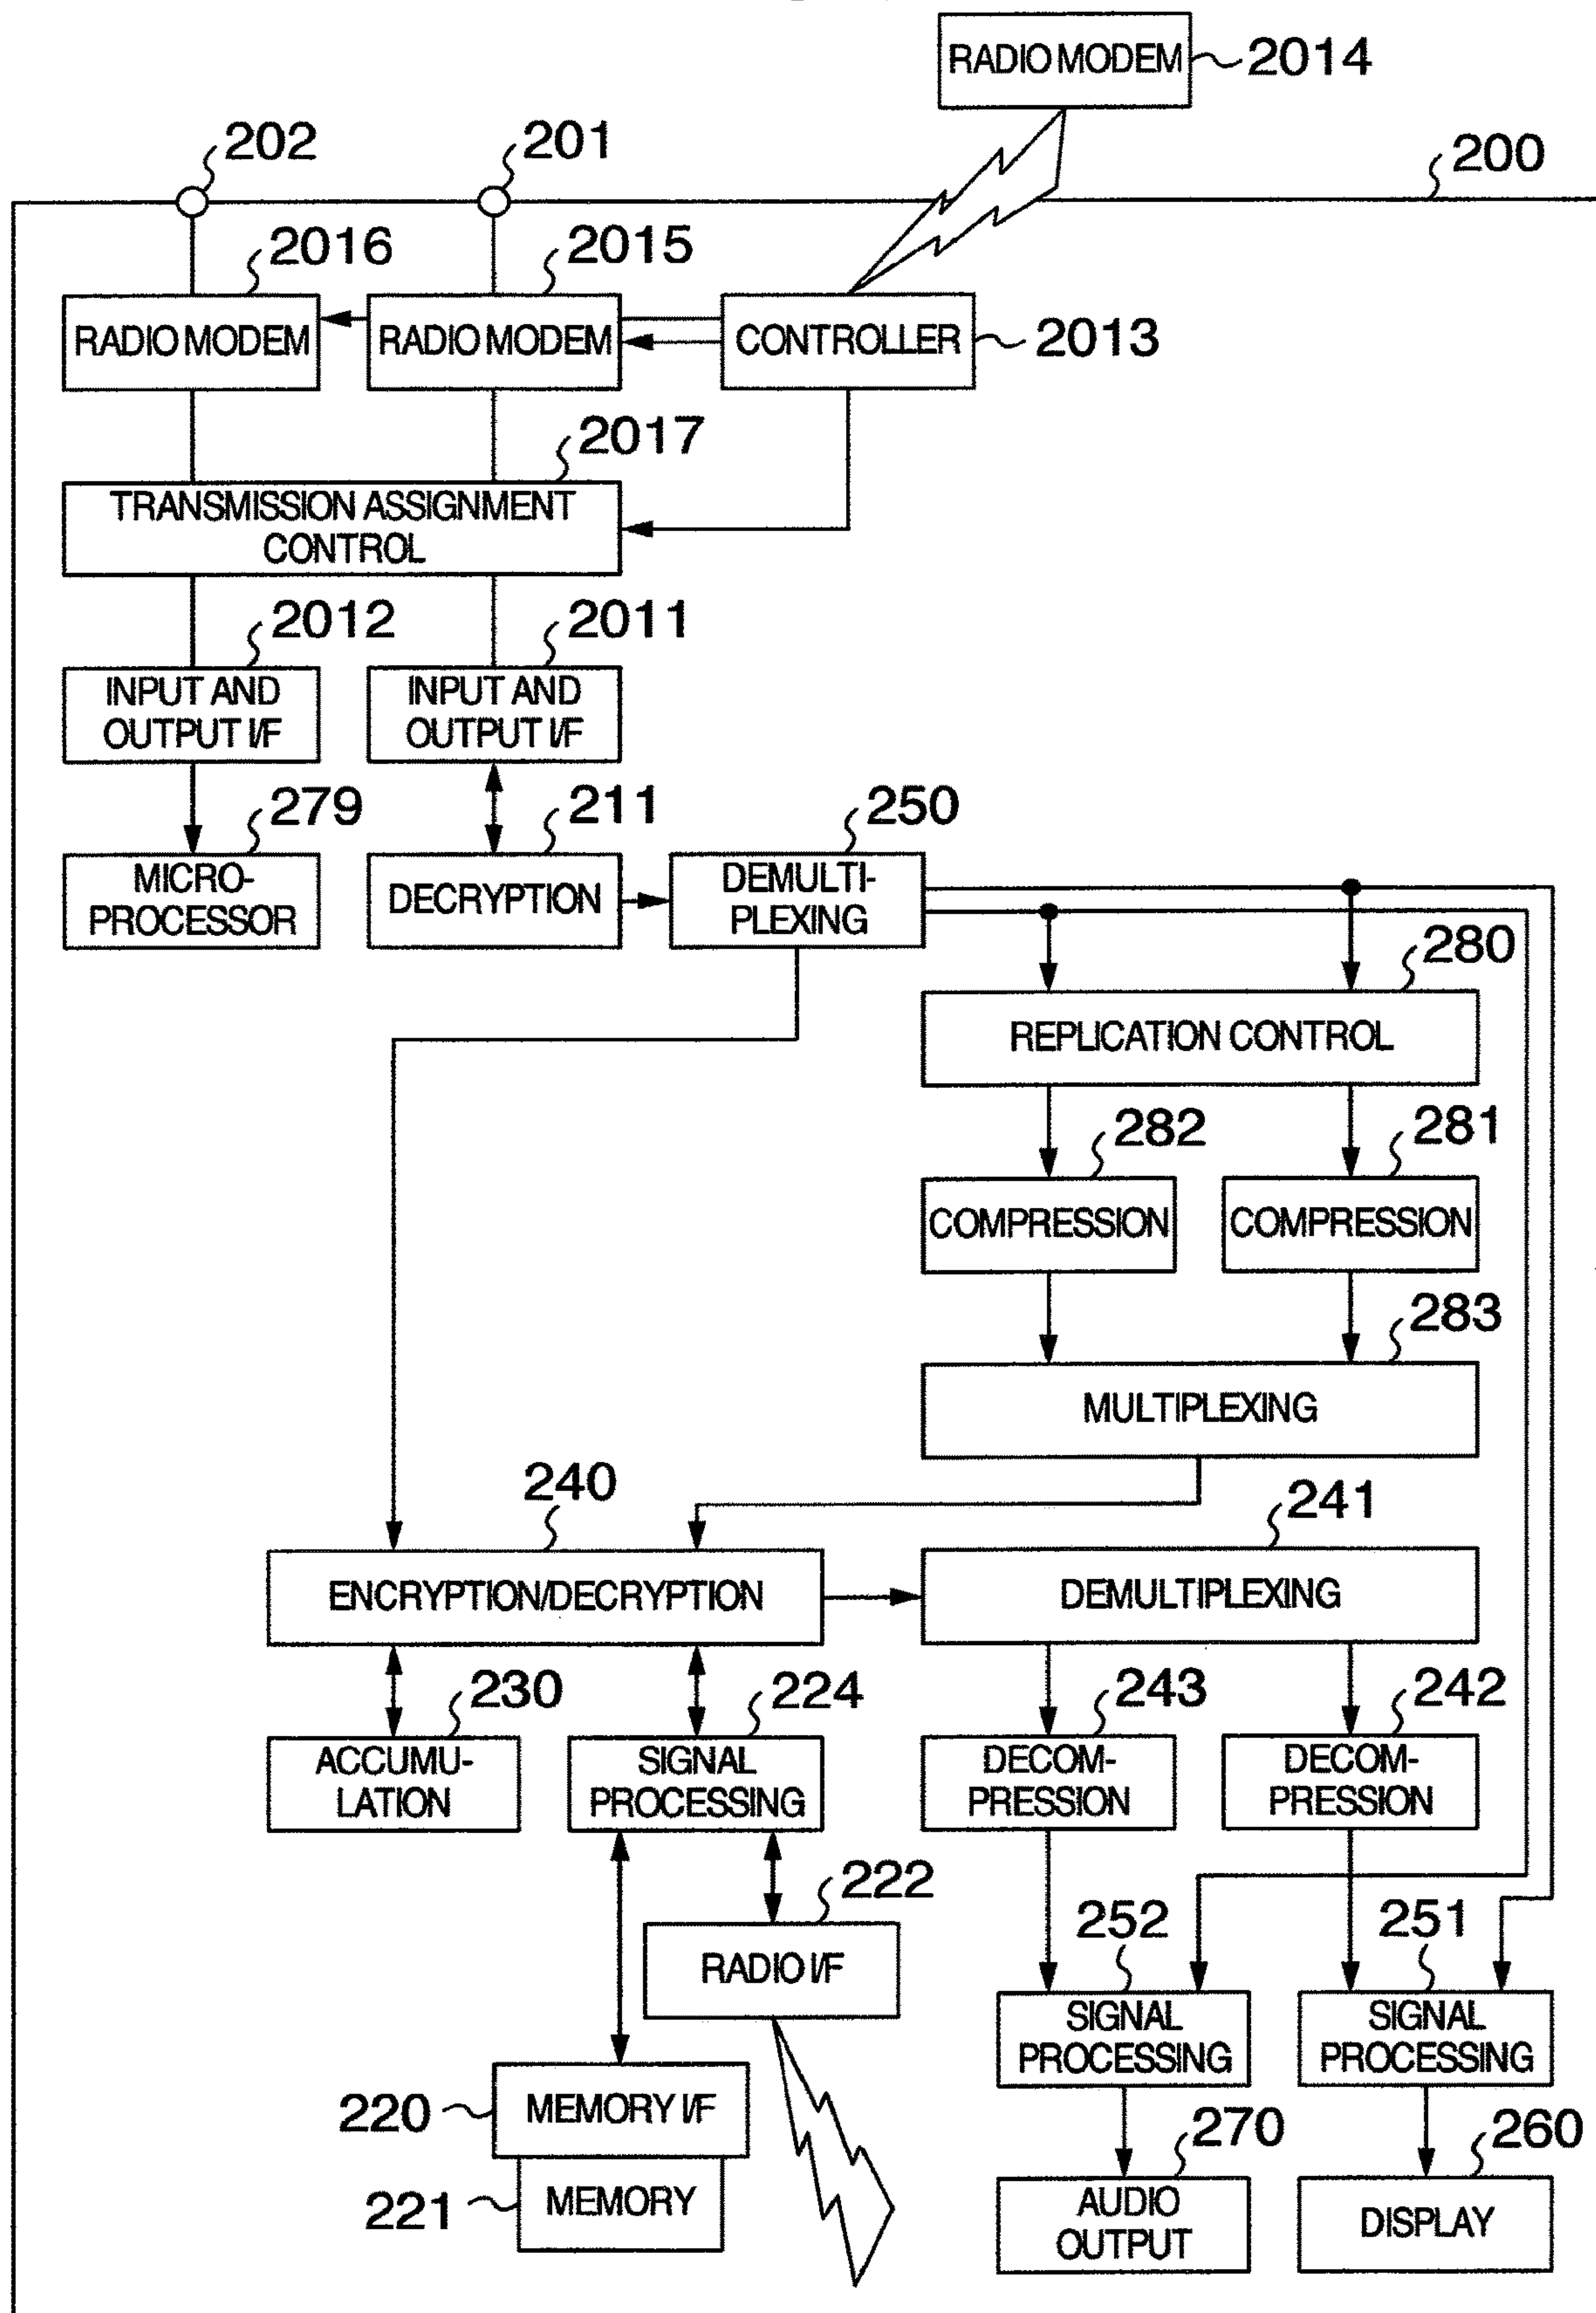 RADIO MODEM 2014
202 201 200
2016 2015
RADIO MODEM RADIO MODEM CONTROLLER 2013
2017
TRANSMISSION ASSIGNMENT
CONTROL
2012 2011
INPUT AND
OUTPUT I/F
INPUT AND
OUTPUT I/F
279 211 250
MICRO-
PROCESSOR
DECRYPTION
DEMULTI-
PLEXING
280
REPLICATION CONTROL
282 281
COMPRESSION COMPRESSION
283
MULTIPLEXING
240 241
ENCRYPTION/DECRYPTION DEMULTIPLEXING
230 224 243 242
ACCUMU-
LATION
SIGNAL
PROCESSING
DECOM-
PRESSION
DECOM-
PRESSION
222
RADIO I/F
252 251
SIGNAL
PROCESSING
SIGNAL
PROCESSING
220 MEMORY I/F
221 MEMORY
270 260
AUDIO
OUTPUT
DISPLAY